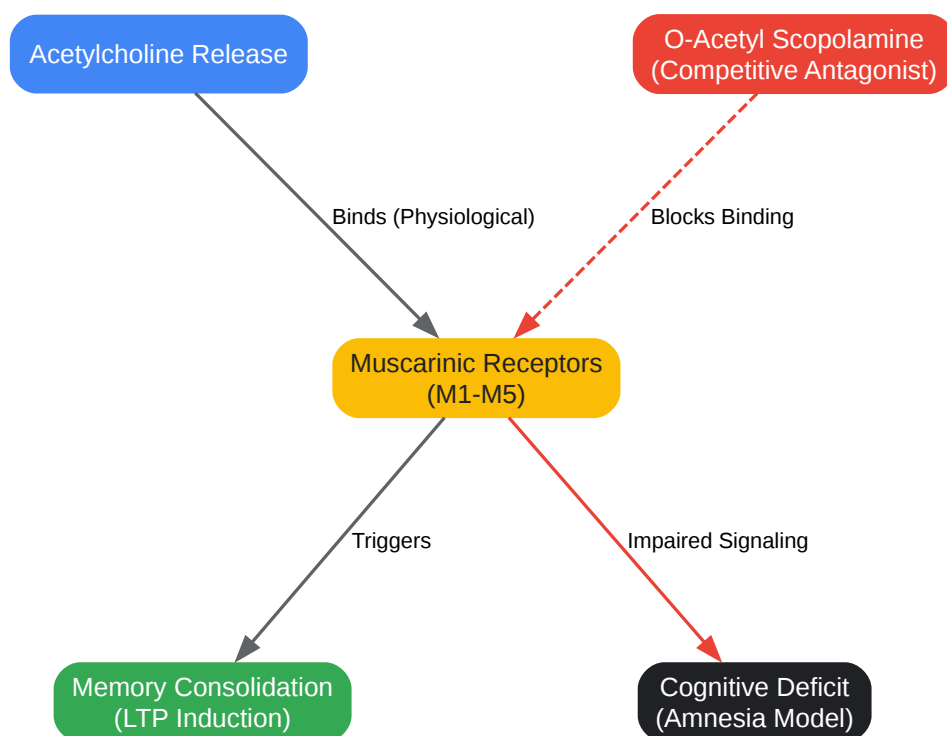 Acetylcholine Release
O-Acetyl Scopolamine
(Competitive Antagonist)
Binds (Physiological)
Blocks Binding
Muscarinic Receptors
(M1-M5)
Triggers
Impaired Signaling
Memory Consolidation
(LTP Induction)
Cognitive Deficit
(Amnesia Model)